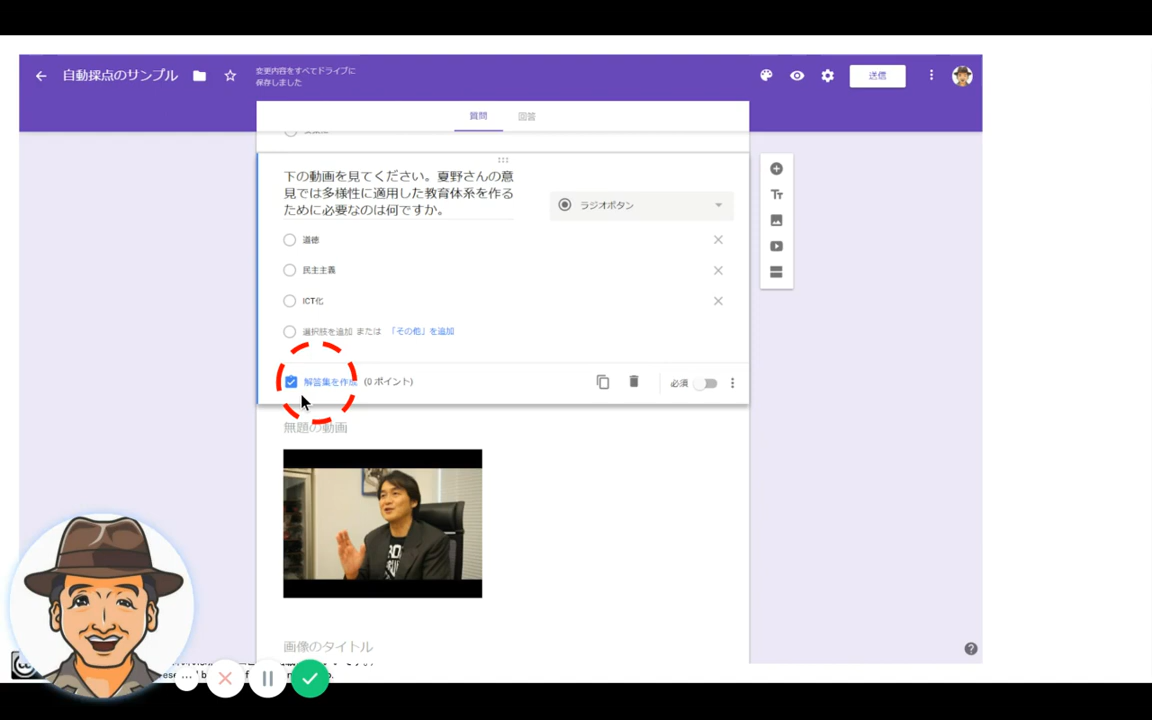 自動採点のサンプル
変更内容をすべてドライブに
保存しました
送信
質問
回答
下の動画を見てください。夏野さんの意
見では多様性に適用した教育体系を作る
ために必要なのは何ですか。
ラジオボタン
道徳
民主主義
ICT化
選択肢を追加 または 「その他」を追加
解答集を作成 (0 ポイント)
必須
無題の動画
画像のタイトル